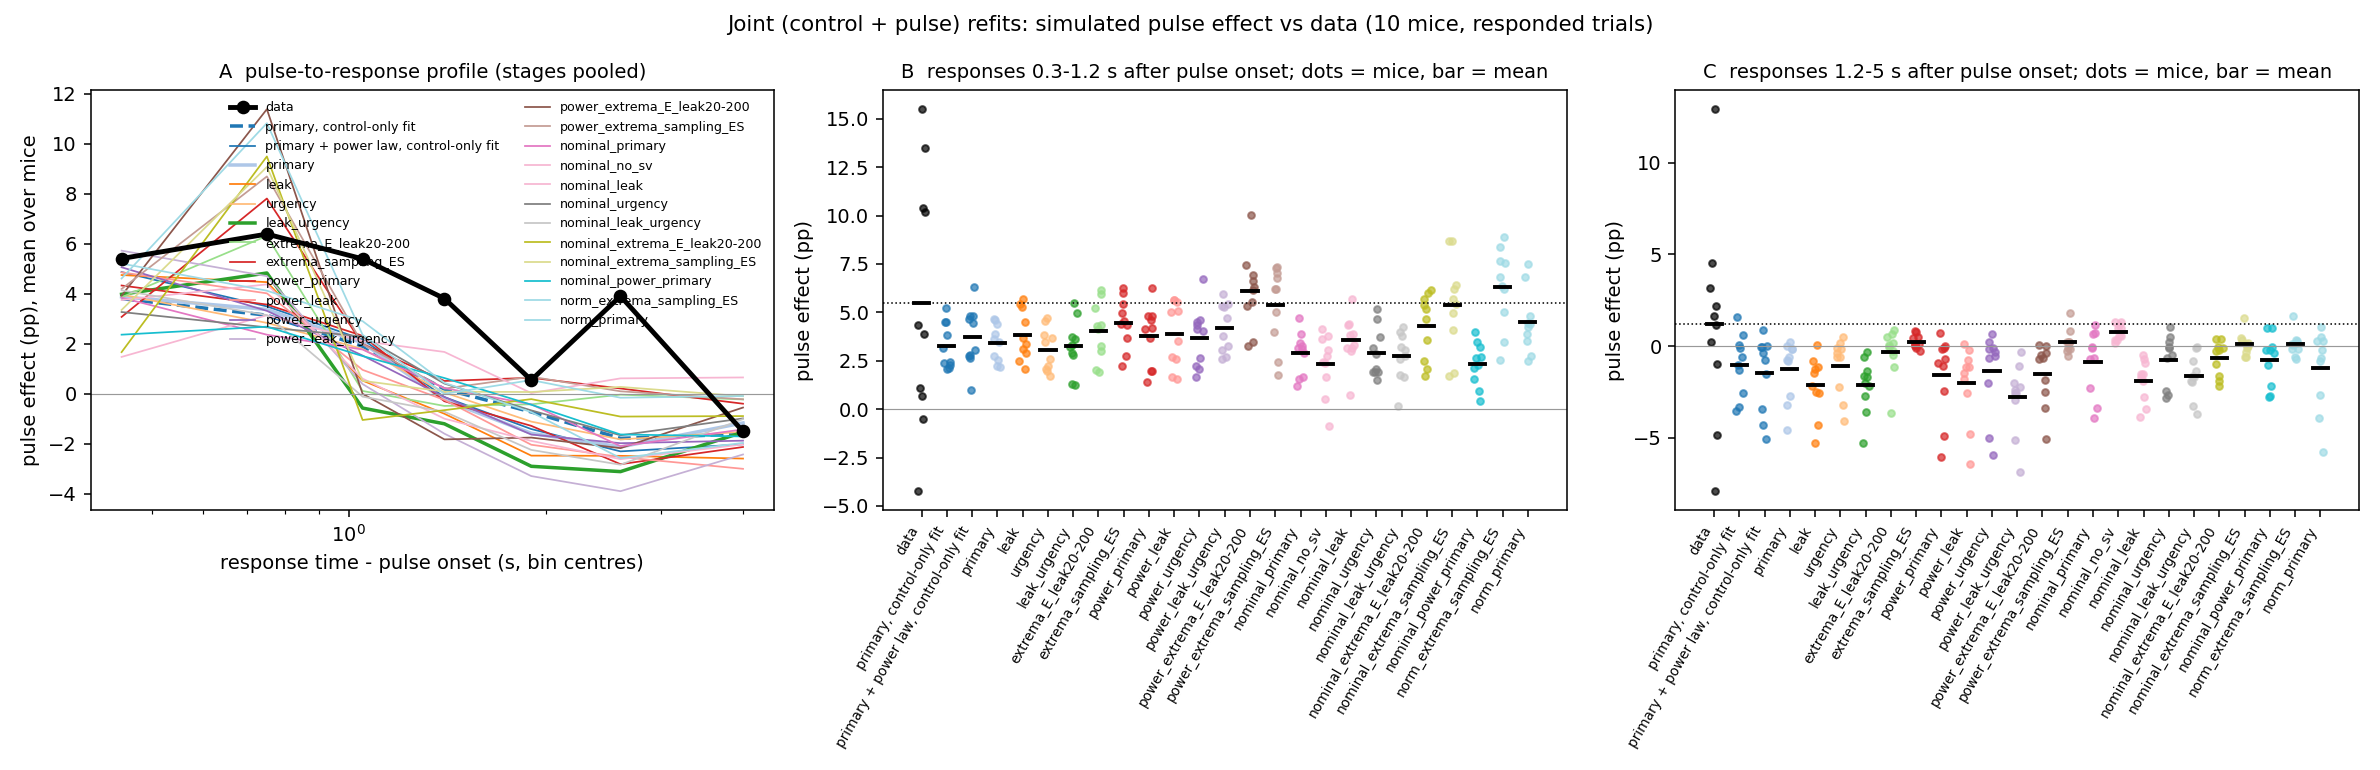 Joint (control + pulse) refits: simulated pulse effect vs data (10 mice, responded trials)
A pulse-to-response profile (stages pooled)
pulse effect (pp), mean over mice
12
10
8
6
4
2
0
−2
−4
10⁰
response time - pulse onset (s, bin centres)
data
primary, control-only fit
primary + power law, control-only fit
primary
leak
urgency
leak_urgency
extrema_E_leak20-200
extrema_sampling_ES
power_primary
power_leak
power_urgency
power_leak_urgency
power_extrema_E_leak20-200
power_extrema_sampling_ES
nominal_primary
nominal_no_sv
nominal_leak
nominal_urgency
nominal_leak_urgency
nominal_extrema_E_leak20-200
nominal_extrema_sampling_ES
nominal_power_primary
norm_extrema_sampling_ES
norm_primary
B responses 0.3-1.2 s after pulse onset; dots = mice, bar = mean
pulse effect (pp)
15.0
12.5
10.0
7.5
5.0
2.5
0.0
−2.5
−5.0
data
primary, control-only fit
primary + power law, control-only fit
primary
leak
urgency
leak_urgency
extrema_E_leak20-200
extrema_sampling_ES
power_primary
power_leak
power_urgency
power_leak_urgency
power_extrema_E_leak20-200
power_extrema_sampling_ES
nominal_primary
nominal_no_sv
nominal_leak
nominal_urgency
nominal_leak_urgency
nominal_extrema_E_leak20-200
nominal_extrema_sampling_ES
nominal_power_primary
norm_extrema_sampling_ES
norm_primary
C responses 1.2-5 s after pulse onset; dots = mice, bar = mean
pulse effect (pp)
10
5
0
−5
data
primary, control-only fit
primary + power law, control-only fit
primary
leak
urgency
leak_urgency
extrema_E_leak20-200
extrema_sampling_ES
power_primary
power_leak
power_urgency
power_leak_urgency
power_extrema_E_leak20-200
power_extrema_sampling_ES
nominal_primary
nominal_no_sv
nominal_leak
nominal_urgency
nominal_leak_urgency
nominal_extrema_E_leak20-200
nominal_extrema_sampling_ES
nominal_power_primary
norm_extrema_sampling_ES
norm_primary